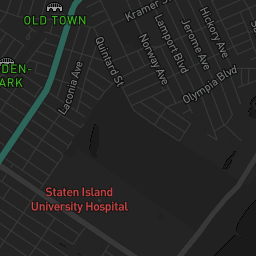 OLD TOWN
Kramer
Hickory Ave
Jerome Ave
Lamport Blvd
Norway Ave
Quintard St
Olympia Blvd
Laconia Ave
DEN-
ARK
Staten Island
University Hospital